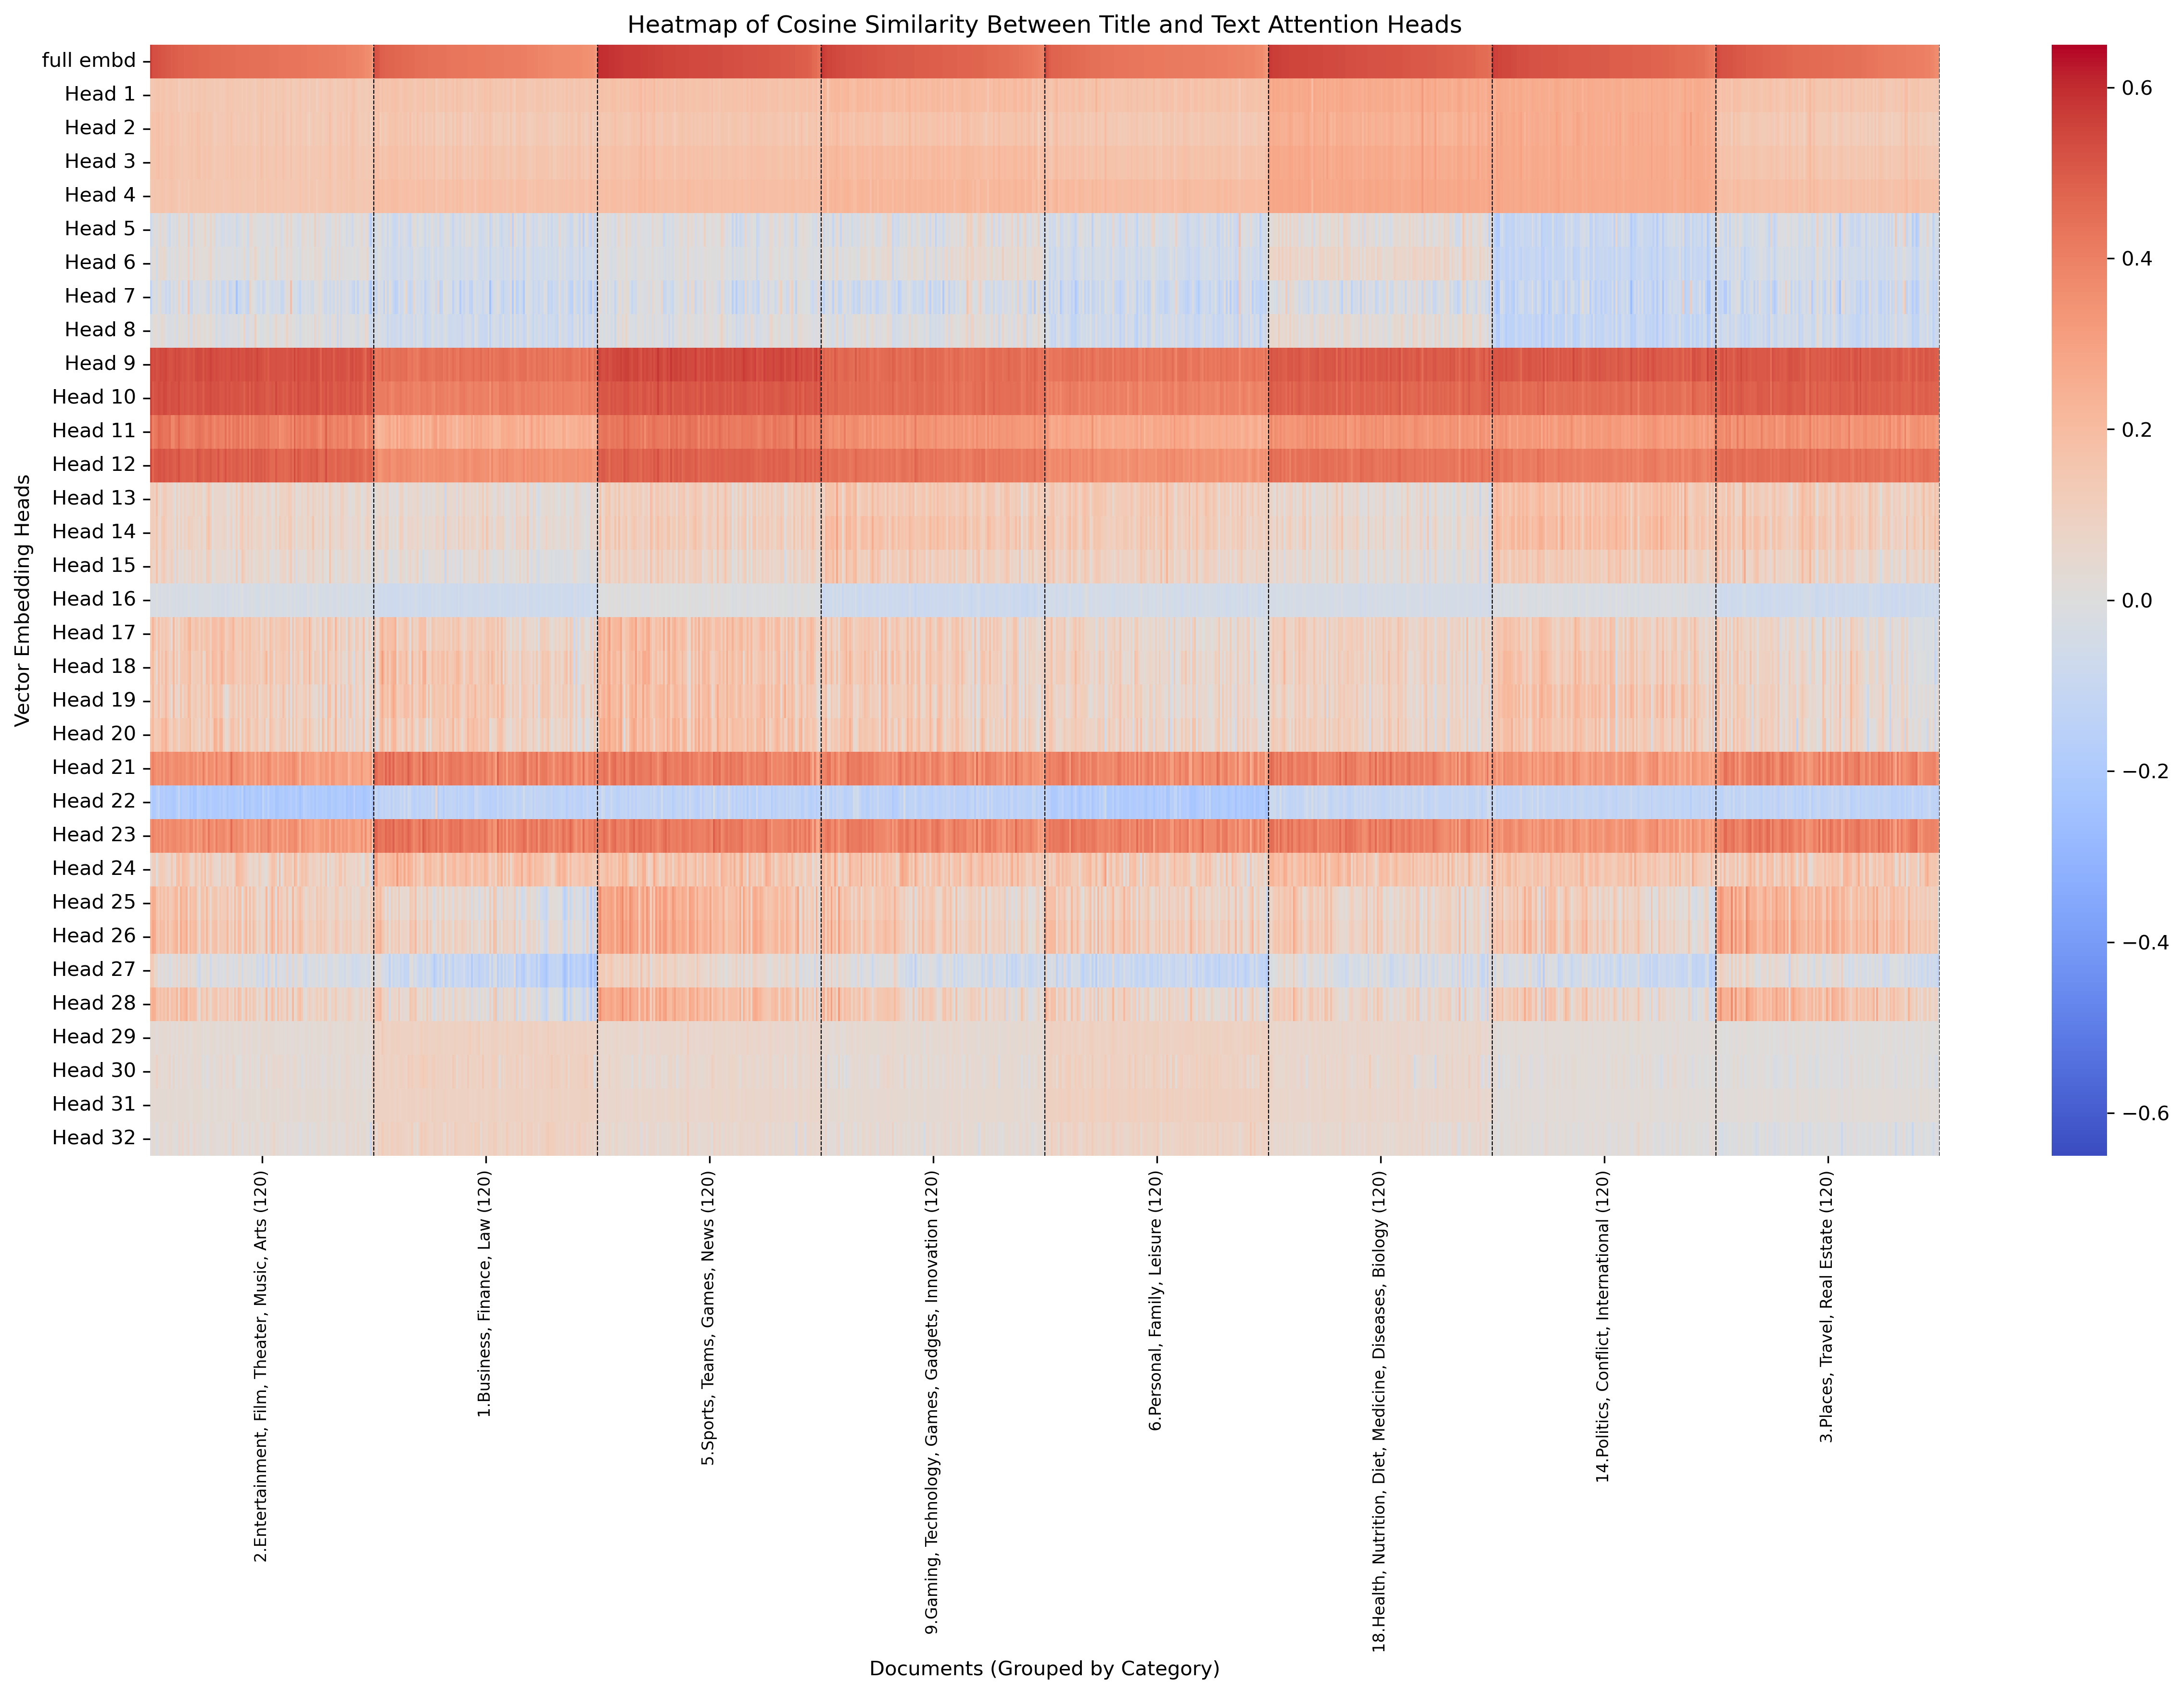 Heatmap of Cosine Similarity Between Title and Text Attention Heads
Vector Embedding Heads
full embd
Head 1
Head 2
Head 3
Head 4
Head 5
Head 6
Head 7
Head 8
Head 9
Head 10
Head 11
Head 12
Head 13
Head 14
Head 15
Head 16
Head 17
Head 18
Head 19
Head 20
Head 21
Head 22
Head 23
Head 24
Head 25
Head 26
Head 27
Head 28
Head 29
Head 30
Head 31
Head 32
0.6
0.4
0.2
0.0
−0.2
−0.4
−0.6
2.Entertainment, Film, Theater, Music, Arts (120)
1.Business, Finance, Law (120)
5.Sports, Teams, Games, News (120)
9.Gaming, Technology, Games, Gadgets, Innovation (120)
6.Personal, Family, Leisure (120)
18.Health, Nutrition, Diet, Medicine, Diseases, Biology (120)
14.Politics, Conflict, International (120)
3.Places, Travel, Real Estate (120)
Documents (Grouped by Category)